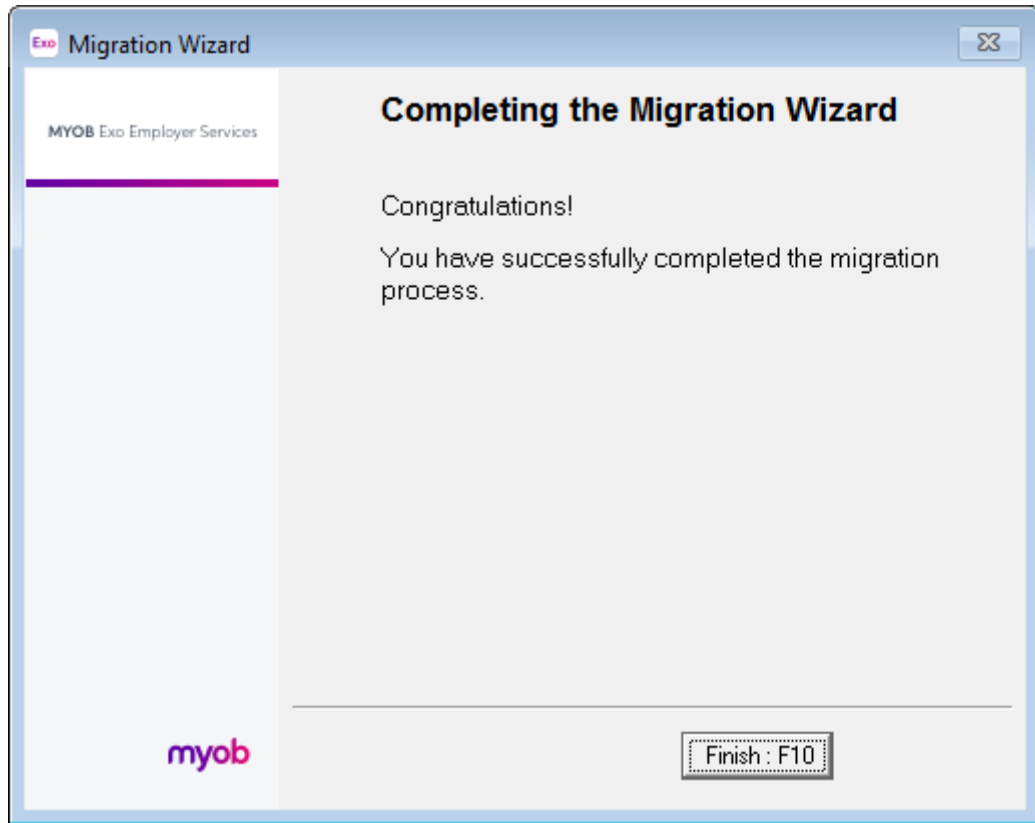 Exo Migration Wizard
MYOB Exo Employer Services
Completing the Migration Wizard
Congratulations!
You have successfully completed the migration
process.
myob
Finish : F10